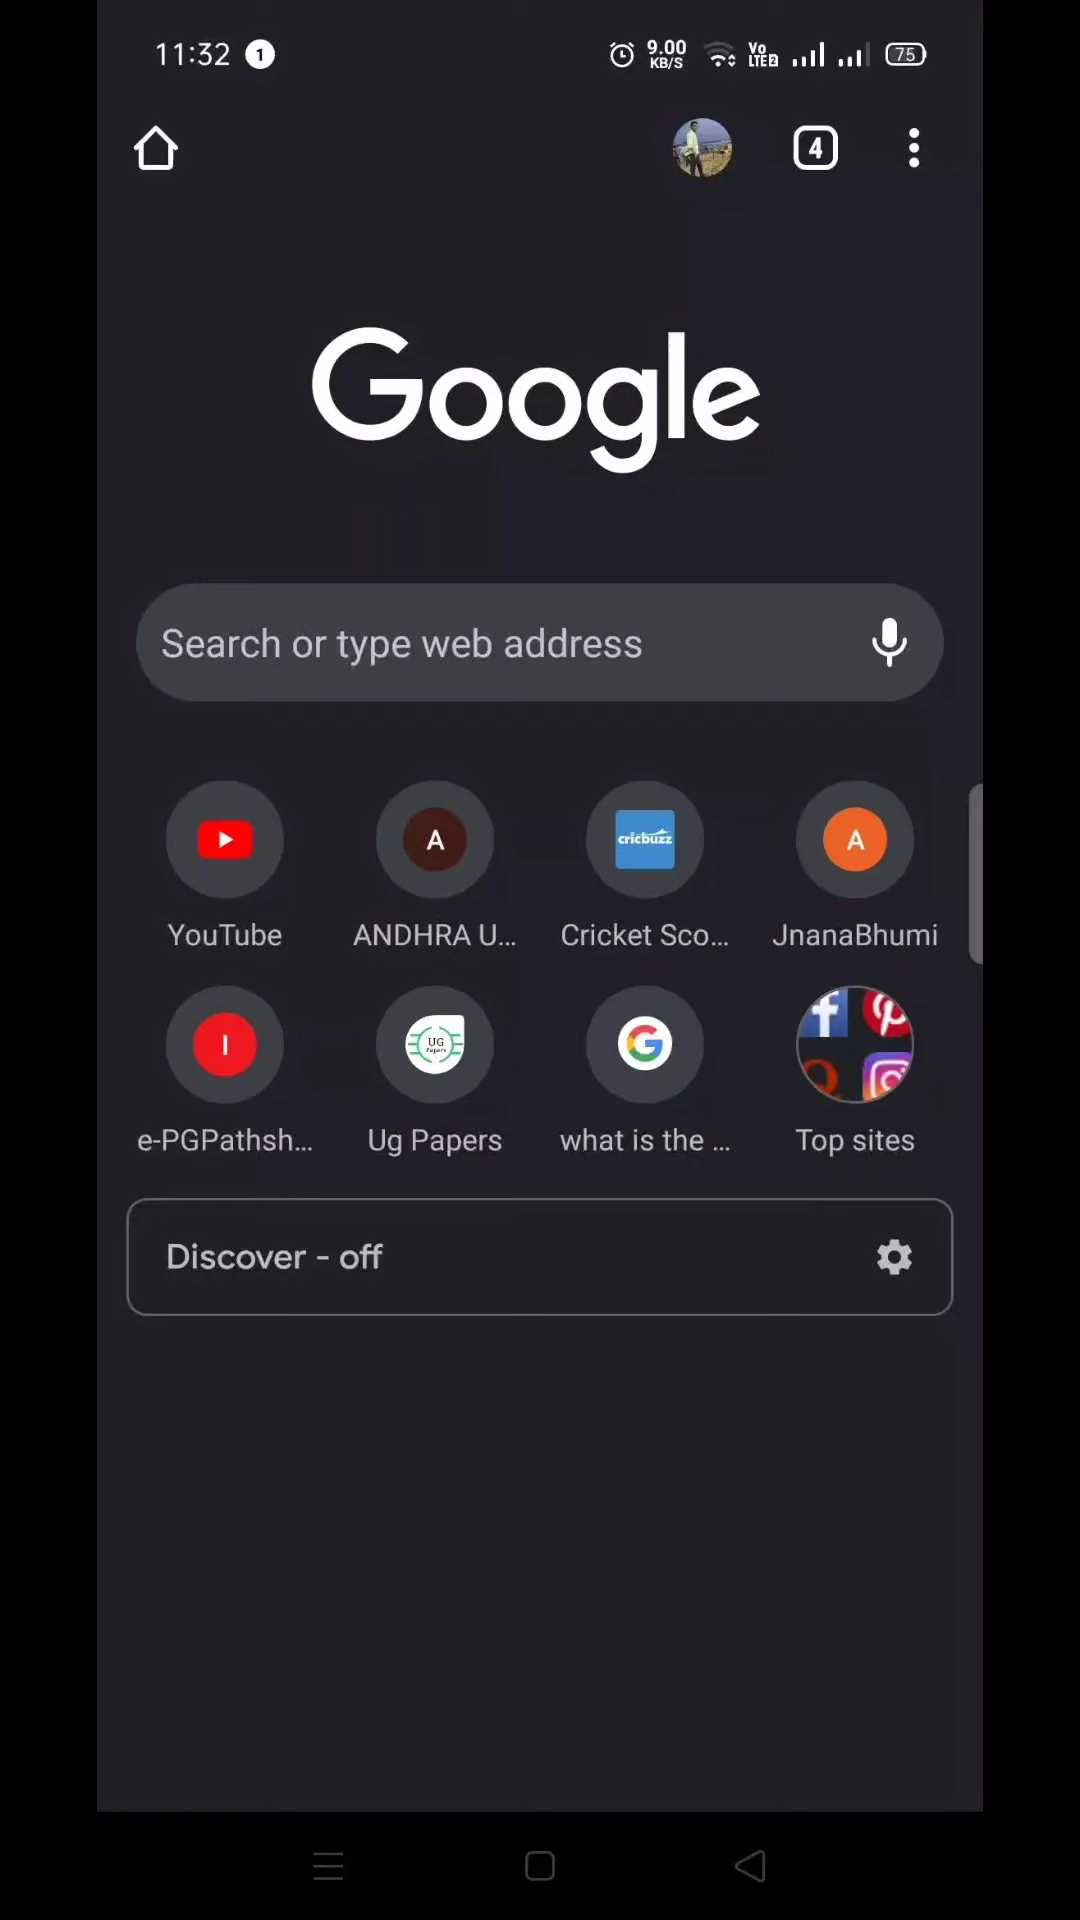 11:32 1 9.00 KB/S Vo LTE2 75
4
Google
Search or type web address
A cricbuzz A
YouTube ANDHRA U... Cricket Sco... JnanaBhumi
I UG Papers G
e-PGPathsh... Ug Papers what is the ... Top sites
Discover - off